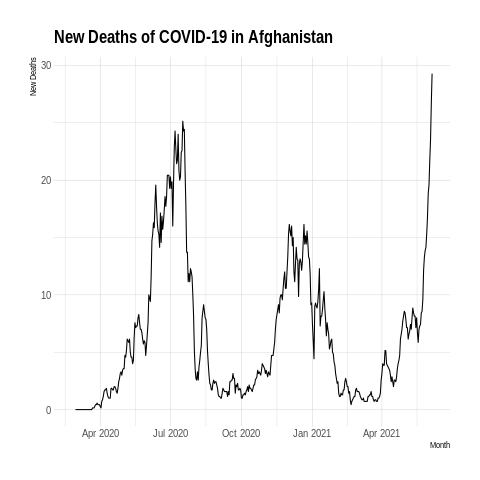 New Deaths of COVID-19 in Afghanistan
New Deaths
30
20
10
0
Apr 2020 Jul 2020 Oct 2020 Jan 2021 Apr 2021
Month